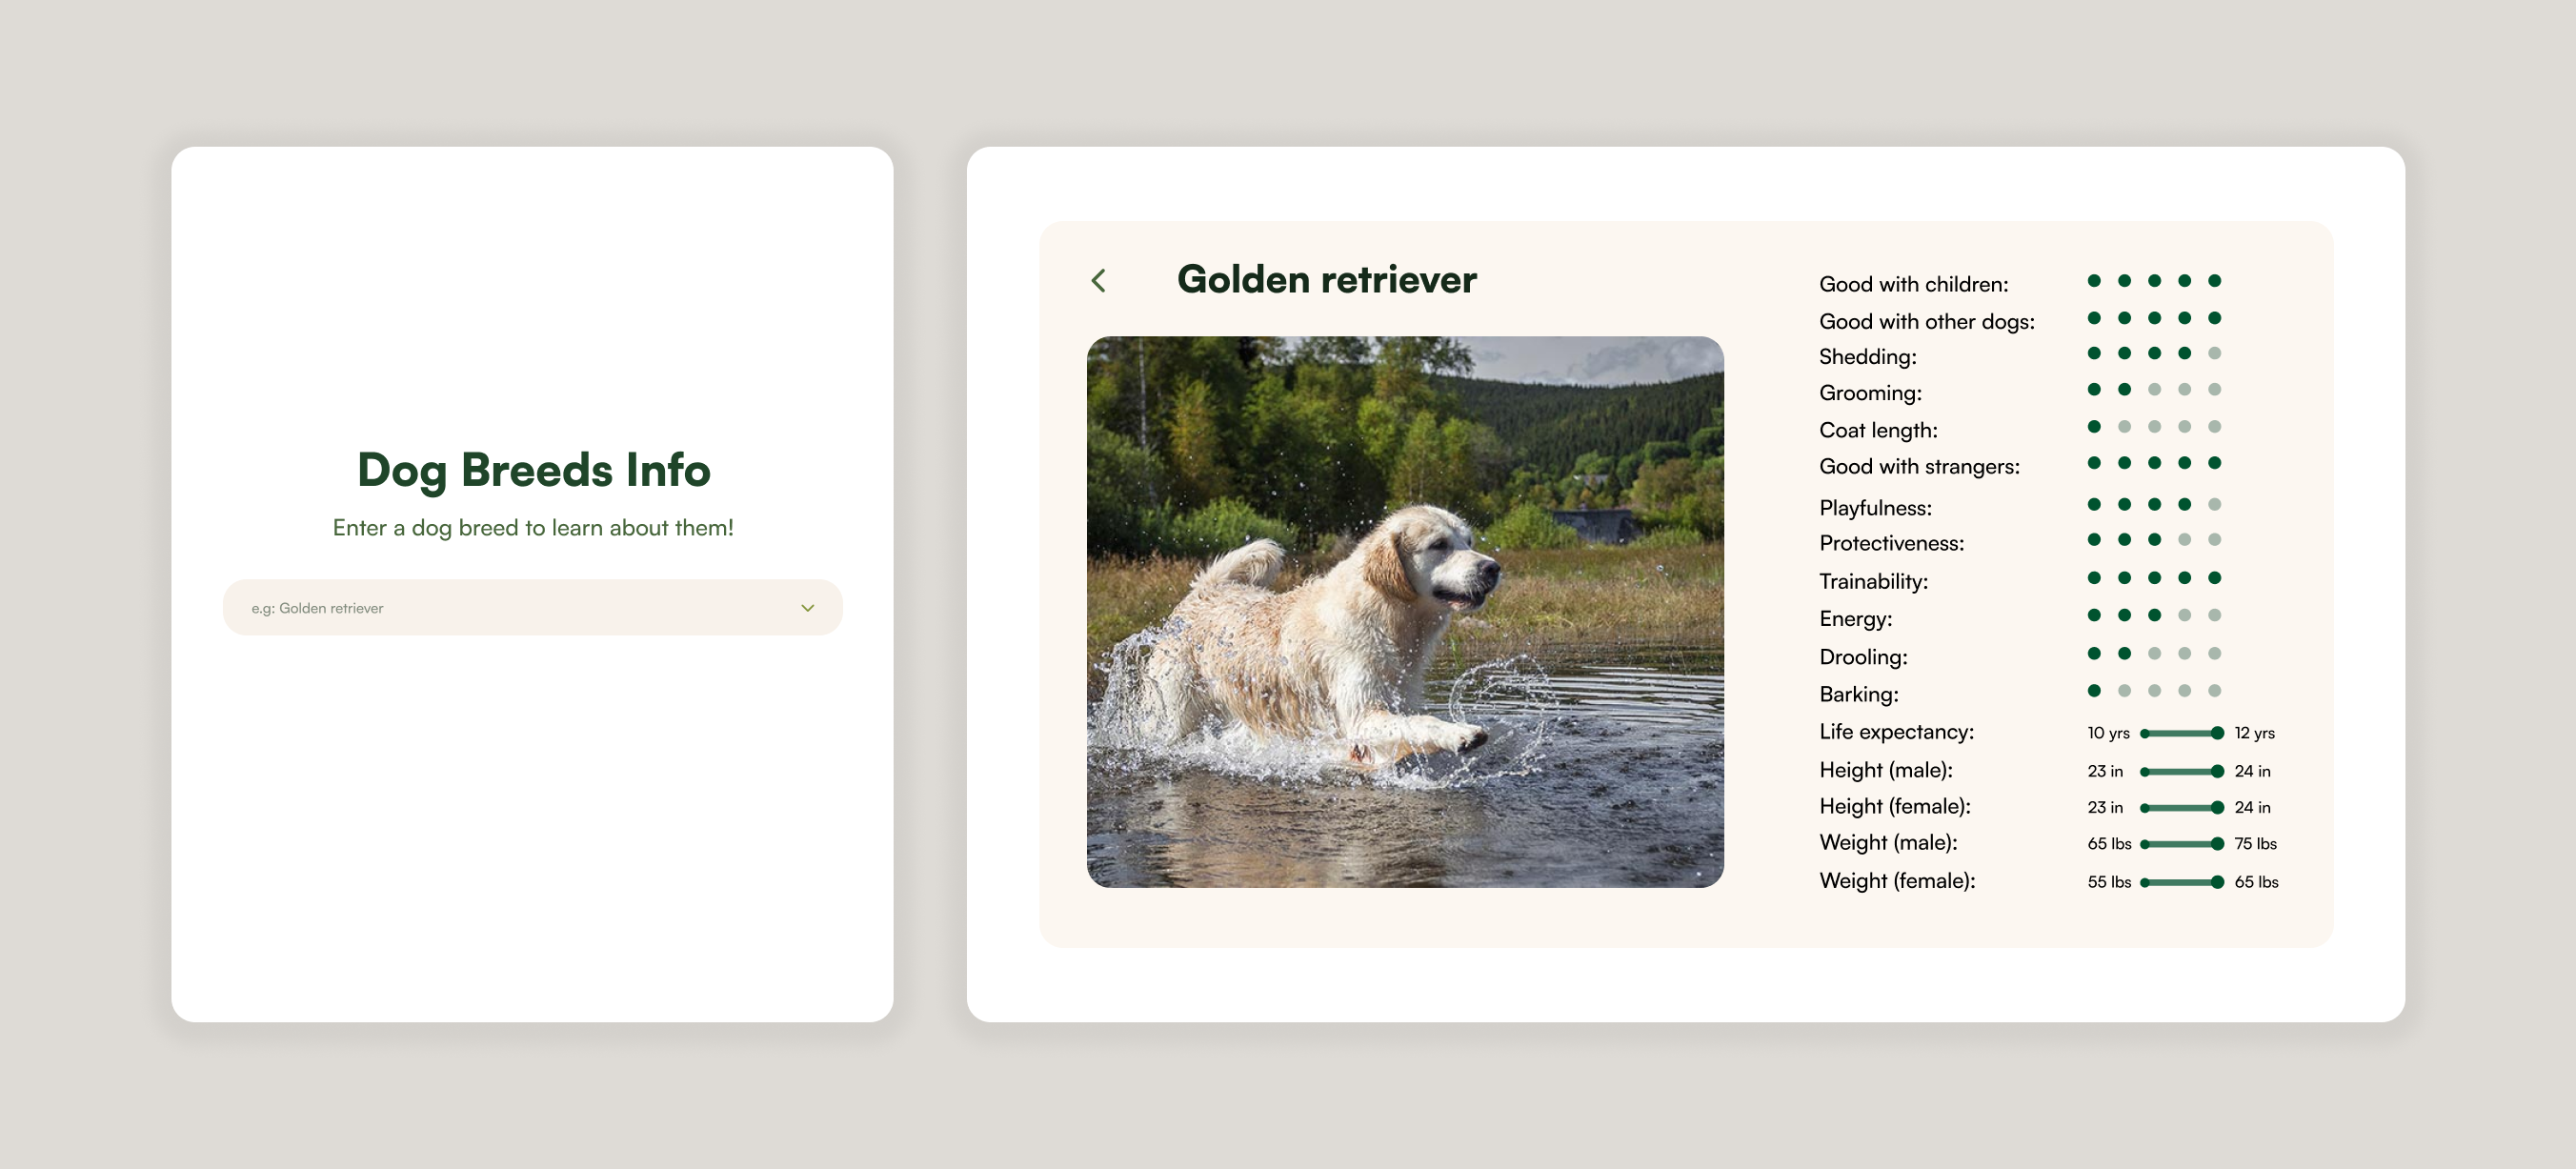 Dog Breeds Info
Enter a dog breed to learn about them!
e.g: Golden retriever
Golden retriever
Good with children:
Good with other dogs:
Shedding:
Grooming:
Coat length:
Good with strangers:
Playfulness:
Protectiveness:
Trainability:
Energy:
Drooling:
Barking:
Life expectancy: 10 yrs 12 yrs
Height (male): 23 in 24 in
Height (female): 23 in 24 in
Weight (male): 65 lbs 75 lbs
Weight (female): 55 lbs 65 lbs